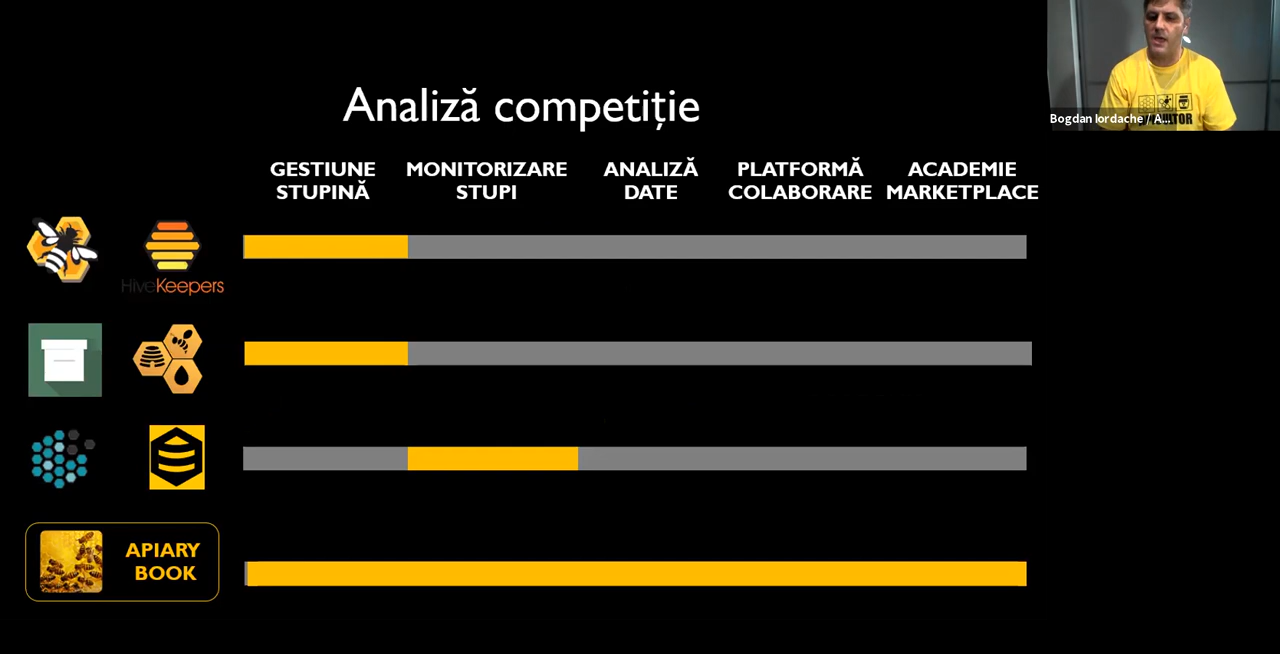 Bogdan Iordache / A...
Analiză competiție
GESTIUNE
STUPINĂ
MONITORIZARE
STUPI
ANALIZĂ
DATE
PLATFORMĂ
COLABORARE
ACADEMIE
MARKETPLACE
HiveKeepers
APIARY
BOOK